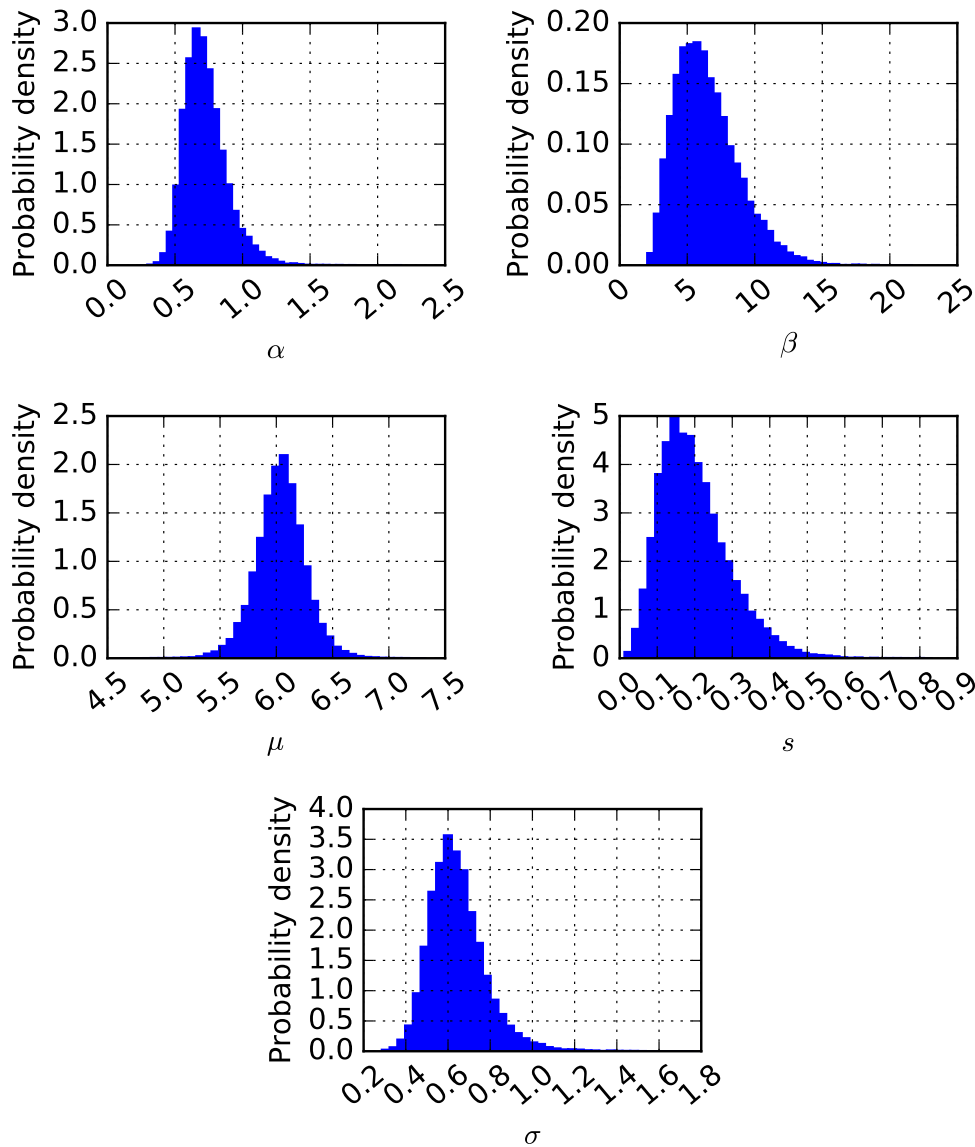 Probability density
3.0
2.5
2.0
1.5
1.0
0.5
0.0
0.0 0.5 1.0 1.5 2.0 2.5
α
Probability density
0.20
0.15
0.10
0.05
0.00
0 5 10 15 20 25
β
Probability density
2.5
2.0
1.5
1.0
0.5
0.0
4.5 5.0 5.5 6.0 6.5 7.0 7.5
μ
Probability density
5
4
3
2
1
0
0.0 0.1 0.2 0.3 0.4 0.5 0.6 0.7 0.8 0.9
s
Probability density
4.0
3.5
3.0
2.5
2.0
1.5
1.0
0.5
0.0
0.2 0.4 0.6 0.8 1.0 1.2 1.4 1.6 1.8
σ